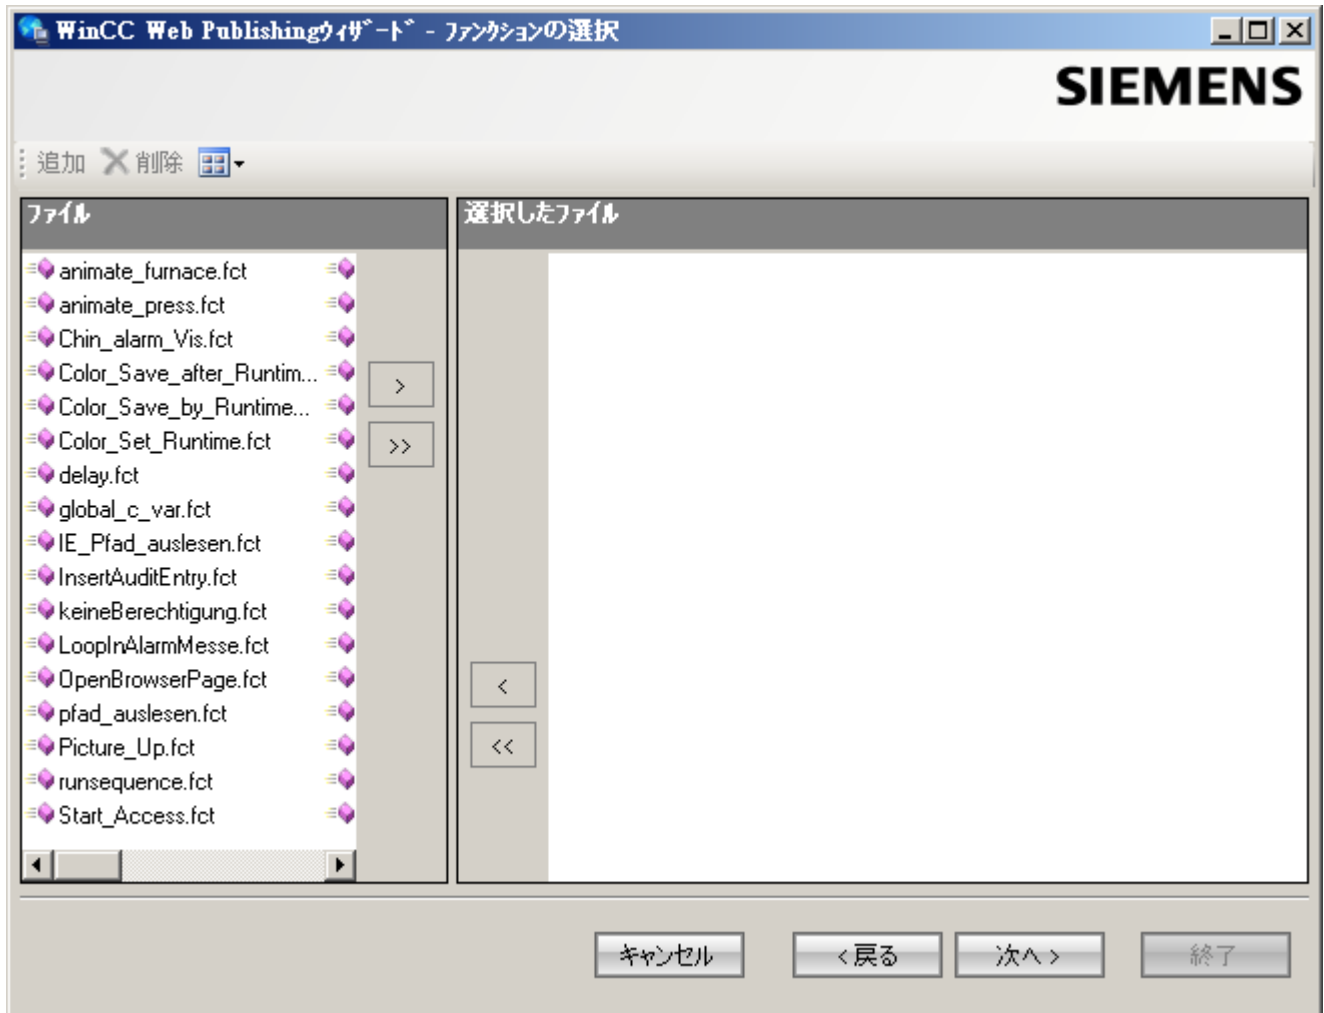 WinCC Web Publishingｳｨｻﾞｰﾄﾞ - ﾌｧﾝｸｼｮﾝの選択
SIEMENS
追加 削除
ﾌｧｲﾙ
選択したﾌｧｲﾙ
animate_furnace.fct
animate_press.fct
Chin_alarm_Vis.fct
Color_Save_after_Runtim...
Color_Save_by_Runtime...
Color_Set_Runtime.fct
delay.fct
global_c_var.fct
IE_Pfad_auslesen.fct
InsertAuditEntry.fct
keineBerechtigung.fct
LoopInAlarmMesse.fct
OpenBrowserPage.fct
pfad_auslesen.fct
Picture_Up.fct
runsequence.fct
Start_Access.fct
>
>>
<
<<
キャンセル
<戻る
次へ>
終了